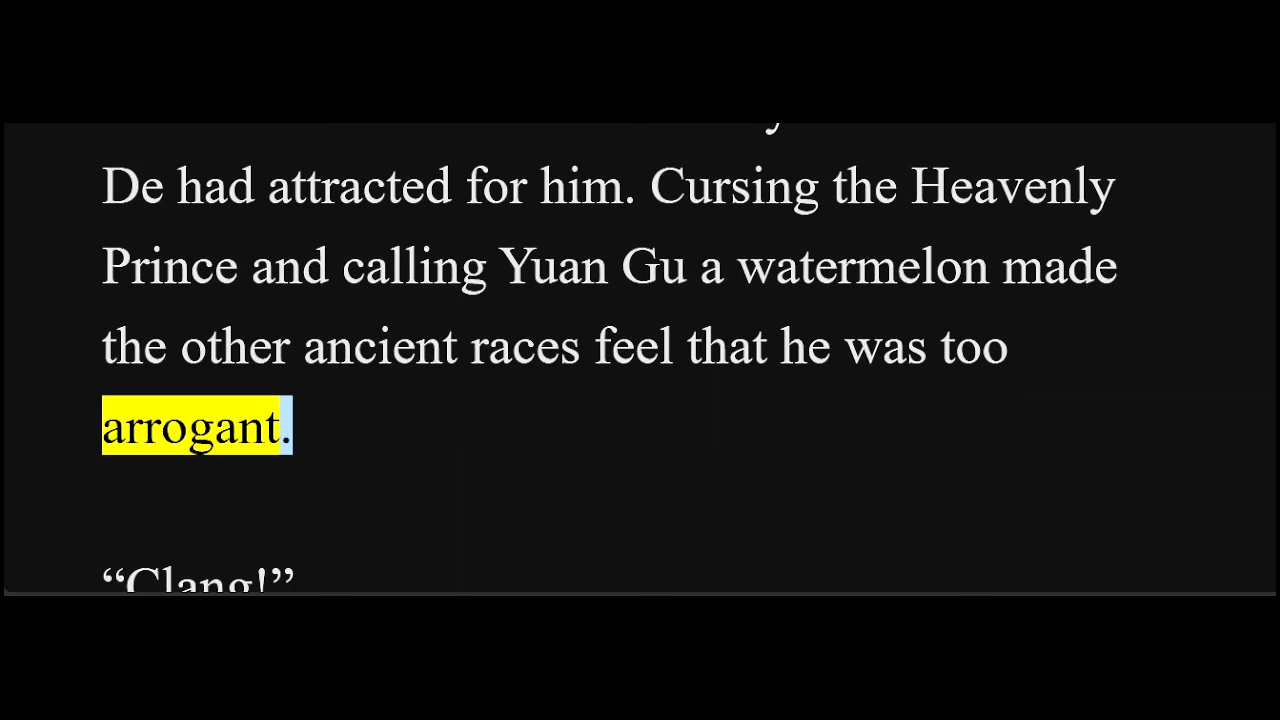 De had attracted for him. Cursing the Heavenly
Prince and calling Yuan Gu a watermelon made
the other ancient races feel that he was too
arrogant.
“Clang!”